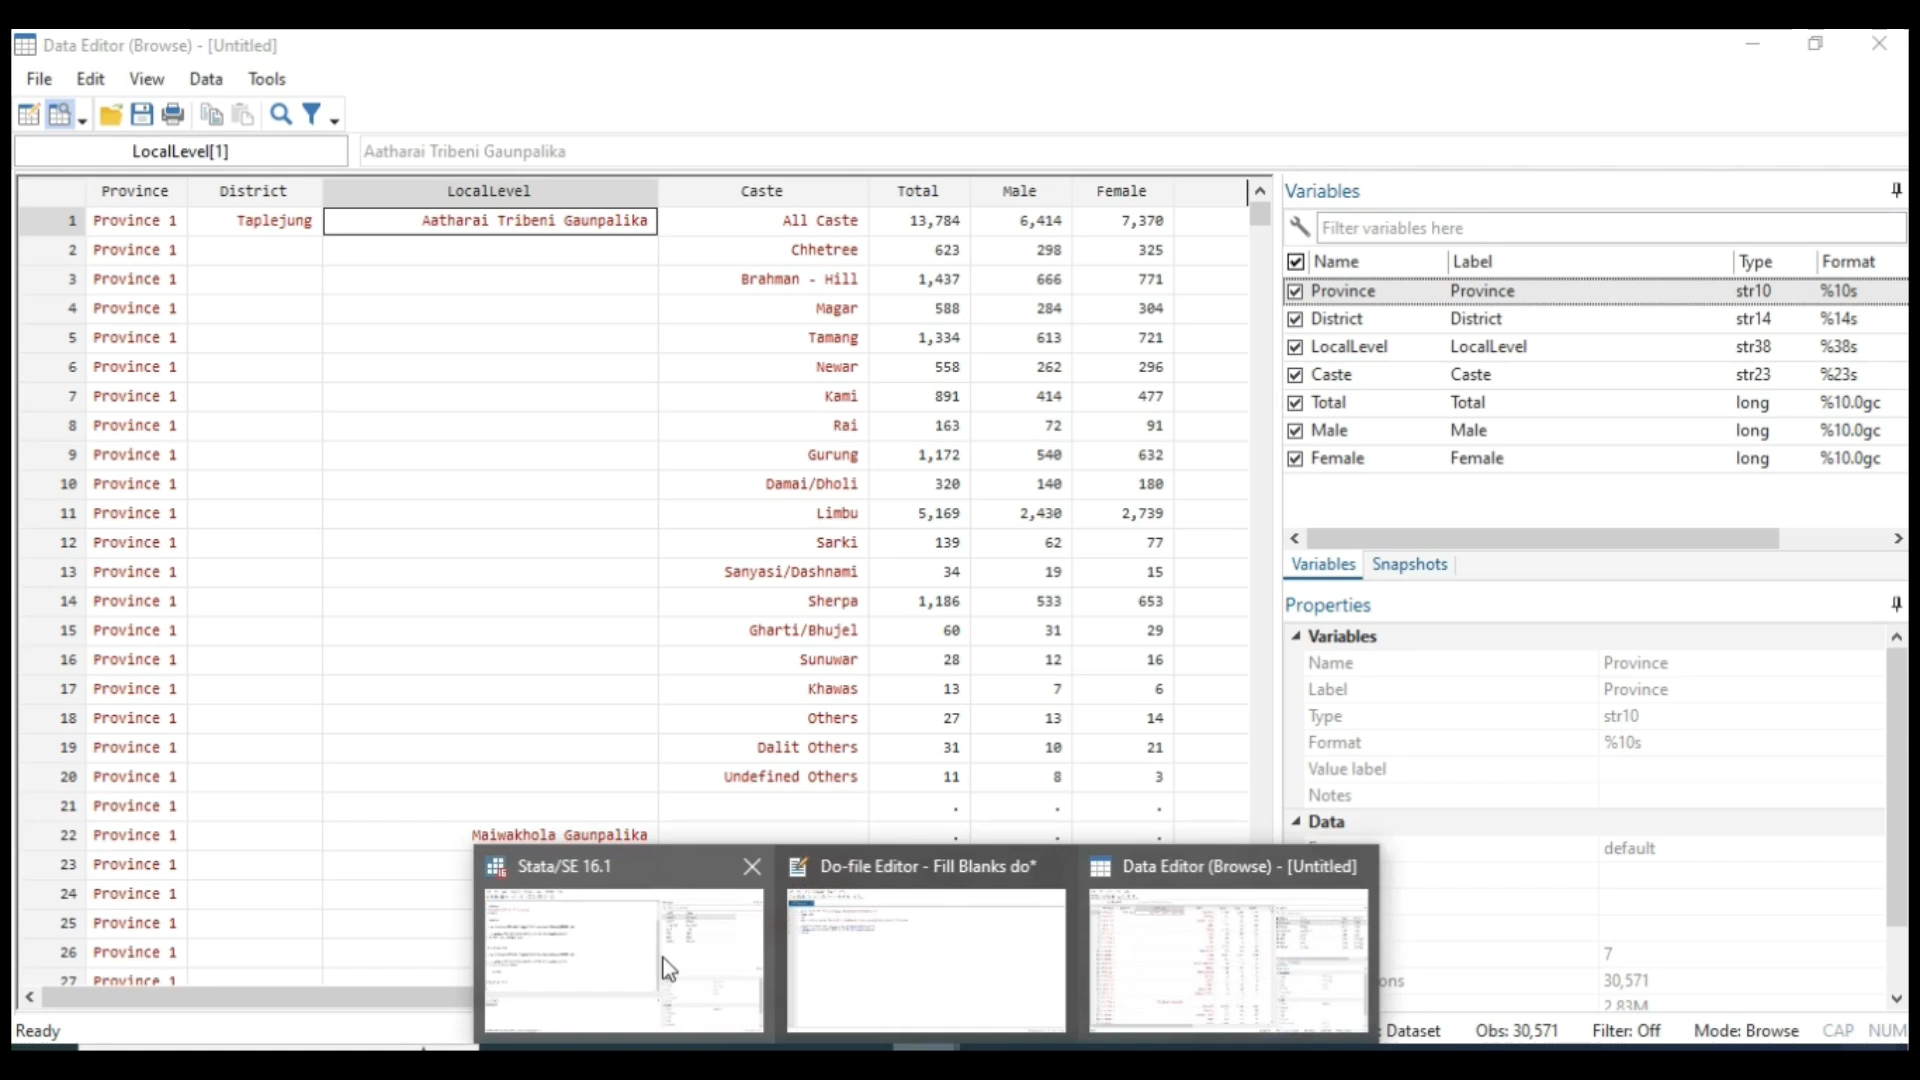 Data Editor (Browse) - [Untitled]
File Edit View Data Tools
LocalLevel[1] Aatharai Tribeni Gaunpalika
Province District LocalLevel Caste Total Male Female
1 Province 1 Taplejung Aatharai Tribeni Gaunpalika All Caste 13,784 6,414 7,370
2 Province 1 Chhetree 623 298 325
3 Province 1 Brahman - Hill 1,437 666 771
4 Province 1 Magar 588 284 304
5 Province 1 Tamang 1,334 613 721
6 Province 1 Newar 558 262 296
7 Province 1 Kami 891 414 477
8 Province 1 Rai 163 72 91
9 Province 1 Gurung 1,172 540 632
10 Province 1 Damai/Dholi 320 140 180
11 Province 1 Limbu 5,169 2,430 2,739
12 Province 1 Sarki 139 62 77
13 Province 1 Sanyasi/Dashnami 34 19 15
14 Province 1 Sherpa 1,186 533 653
15 Province 1 Gharti/Bhujel 60 31 29
16 Province 1 Sunuwar 28 12 16
17 Province 1 Khawas 13 7 6
18 Province 1 Others 27 13 14
19 Province 1 Dalit Others 31 10 21
20 Province 1 Undefined Others 11 8 3
21 Province 1 . . .
22 Province 1 Maiwakhola Gaunpalika . . .
23 Province 1
24 Province 1
25 Province 1
26 Province 1
27 Province 1
Variables
Filter variables here
Name Label Type Format
Province Province str10 %10s
District District str14 %14s
LocalLevel LocalLevel str38 %38s
Caste Caste str23 %23s
Total Total long %10.0gc
Male Male long %10.0gc
Female Female long %10.0gc
Variables Snapshots
Properties
Variables
Name Province
Label Province
Type str10
Format %10s
Value label
Notes
Data
default
7
ons 30,571
2.83M
Stata/SE 16.1 Do-file Editor - Fill Blanks do* Data Editor (Browse) - [Untitled]
Ready : Dataset Obs: 30,571 Filter: Off Mode: Browse CAP NUM